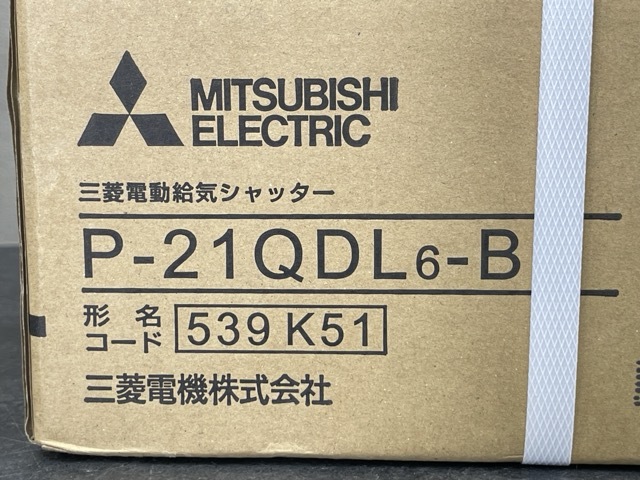 MITSUBISHI
ELECTRIC
三菱電動給気シャッター
P-21QDL6-B
形名
コード 539 K51
三菱電機株式会社